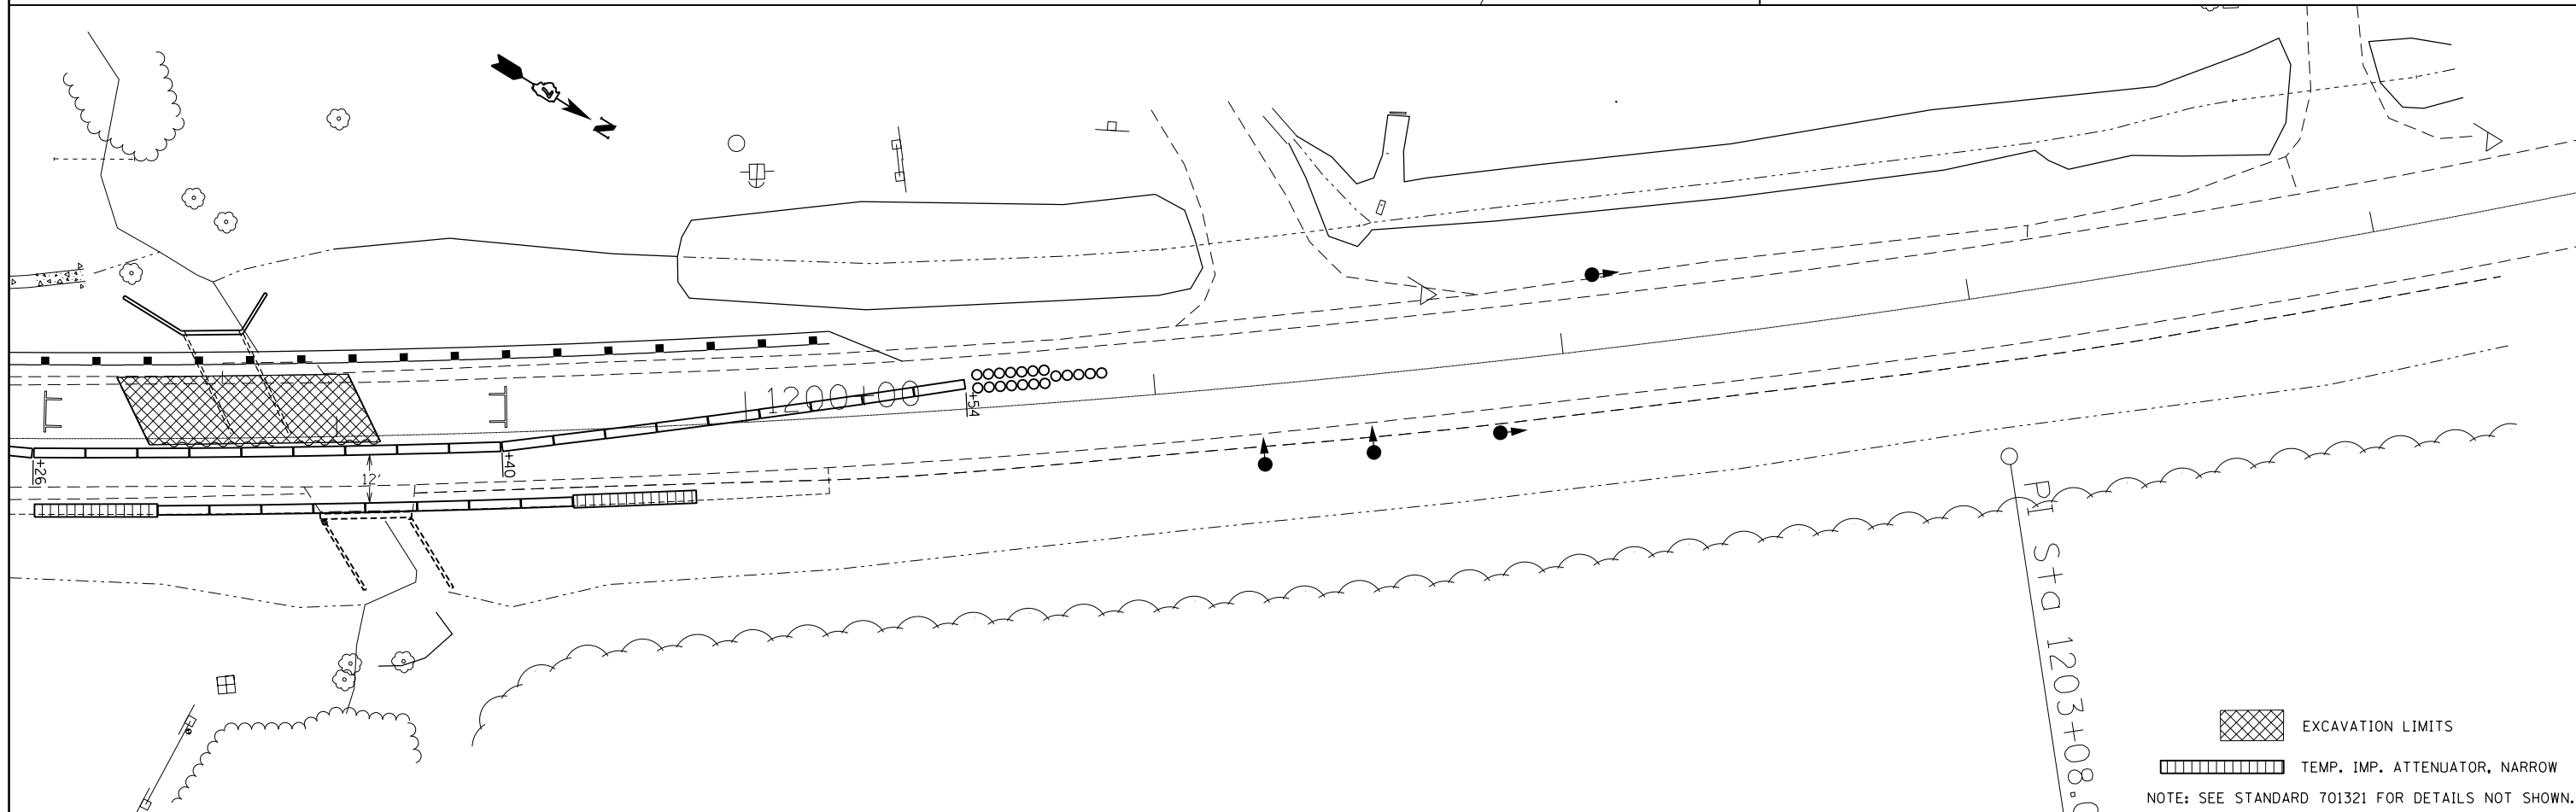 N
1200+00
+54
+26
+40
12'
PI Sta 1203+08.
EXCAVATION LIMITS
TEMP. IMP. ATTENUATOR, NARROW
NOTE: SEE STANDARD 701321 FOR DETAILS NOT SHOWN.